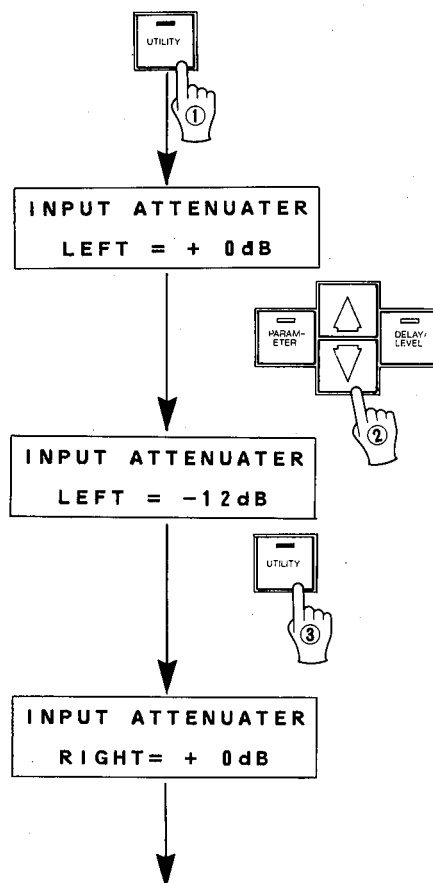 UTILITY
①
INPUT ATTENUATER
LEFT = + 0dB
PARAM-
ETER
DELAY/
LEVEL
②
INPUT ATTENUATER
LEFT = -12dB
UTILITY
③
INPUT ATTENUATER
RIGHT= + 0dB